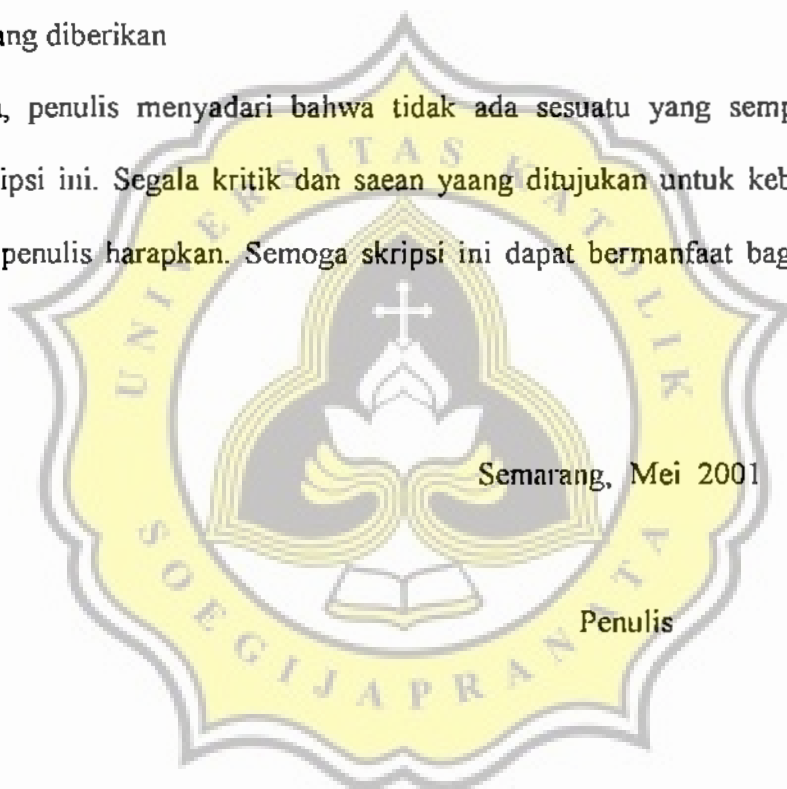 ang diberikan
, penulis menyadari bahwa tidak ada sesuatu yang semp
ipsi ini. Segala kritik dan saean yaang ditujukan untuk keb
penulis harapkan. Semoga skripsi ini dapat bermanfaat bag
Semarang, Mei 2001
Penulis
UNIVERSITAS KATOLIK
SOEGIJAPRANATA